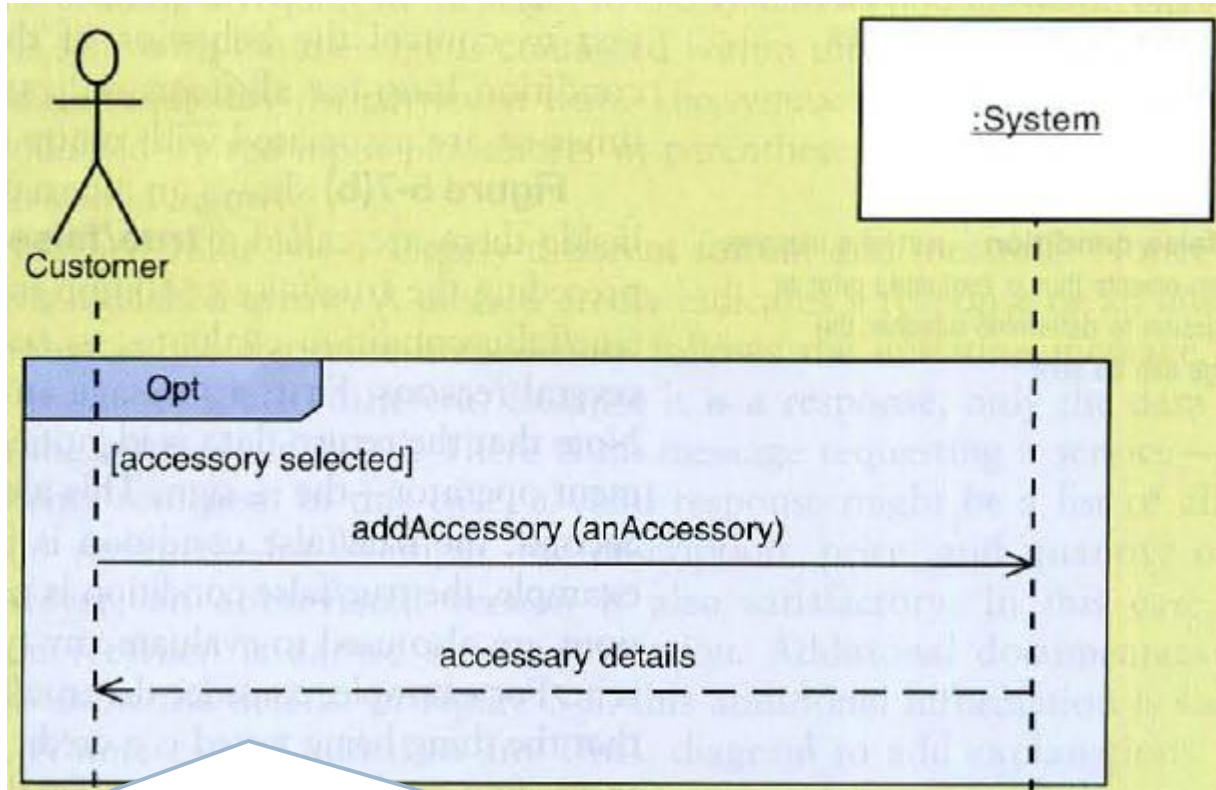 :System
Customer
Opt
[accessory selected]
addAccessory (anAccessory)
accessary details